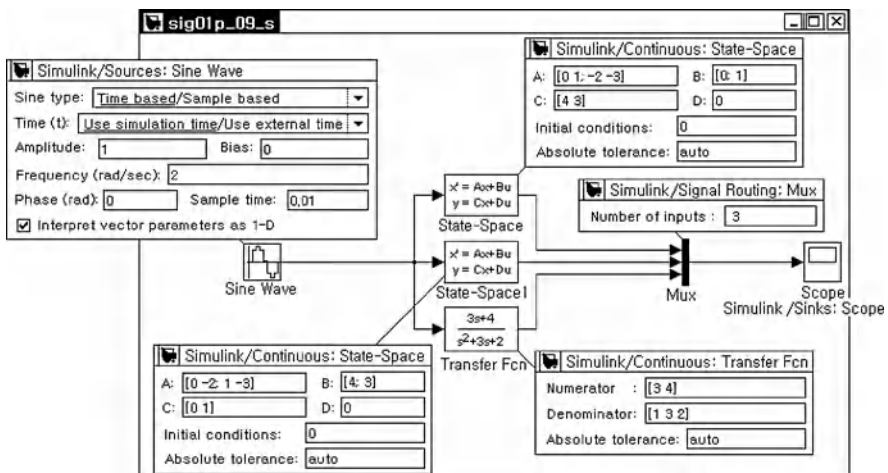 sig01p_09_s
Simulink/Continuous: State-Space
A: [0 1; -2 -3] B: [0; 1]
C: [4 3] D: 0
Initial conditions: 0
Absolute tolerance: auto
Simulink/Sources: Sine Wave
Sine type: Time based/Sample based
Time (t): Use simulation time/Use external time
Amplitude: 1 Bias: 0
Frequency (rad/sec): 2
Phase (rad): 0 Sample time: 0,01
Interpret vector parameters as 1-D
Simulink/Signal Routing: Mux
Number of inputs : 3
x' = Ax+Bu
y = Cx+Du
State-Space
x' = Ax+Bu
y = Cx+Du
State-Space1
Sine Wave
Mux
Scope
Simulink /Sinks: Scope
3s+4
s²+3s+2
Transfer Fcn
Simulink/Continuous: State-Space
A: [0 -2; 1 -3] B: [4; 3]
C: [0 1] D: 0
Initial conditions: 0
Absolute tolerance: auto
Simulink/Continuous: Transfer Fcn
Numerator : [3 4]
Denominator: [1 3 2]
Absolute tolerance: auto